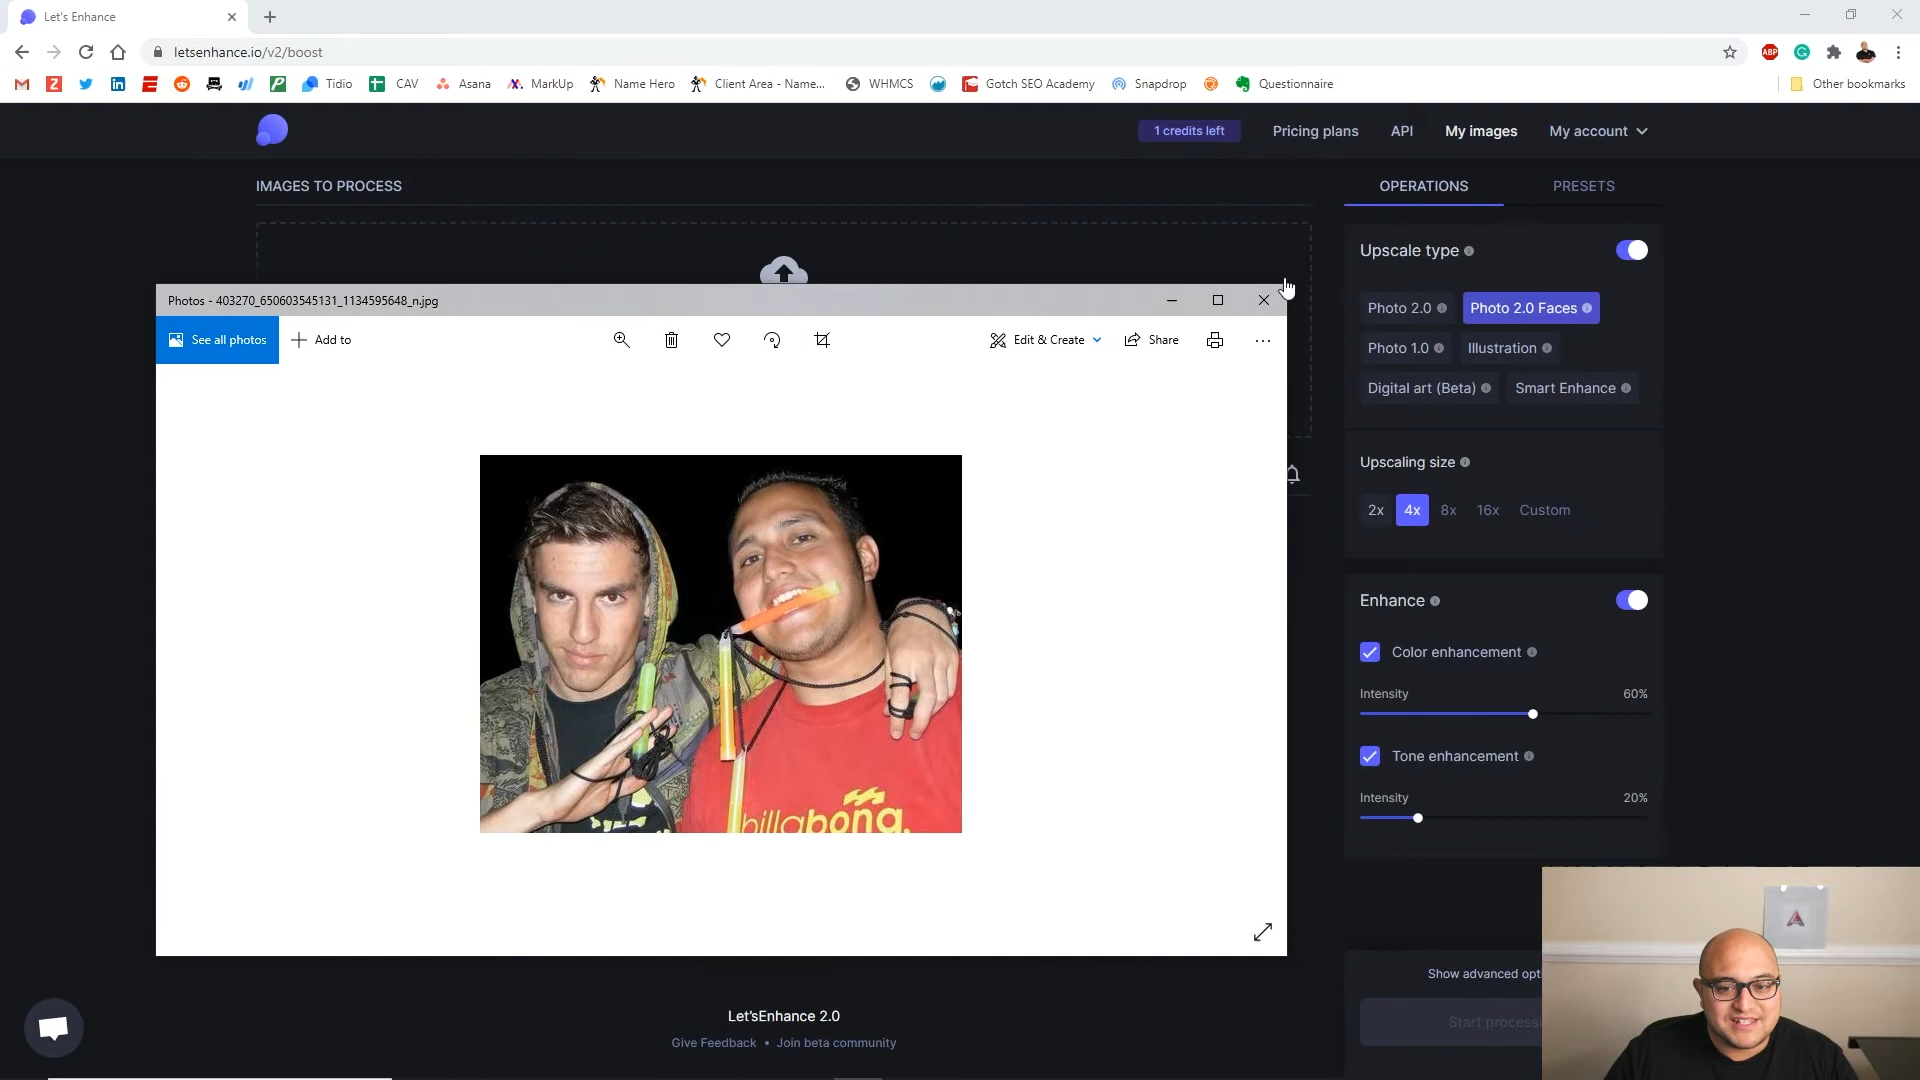 Let's Enhance
letsenhance.io/v2/boost
ABP
Tidio
CAV
Asana
MarkUp
Name Hero
Client Area - Name...
WHMCS
Gotch SEO Academy
Snapdrop
Questionnaire
Other bookmarks
1 credits left
Pricing plans
API
My images
My account
IMAGES TO PROCESS
OPERATIONS
PRESETS
Upscale type
Photo 2.0
Photo 2.0 Faces
Photo 1.0
Illustration
Digital art (Beta)
Smart Enhance
Upscaling size
2x
4x
8x
16x
Custom
Enhance
Color enhancement
Intensity
60%
Tone enhancement
Intensity
20%
Photos - 403270_650603545131_1134595648_n.jpg
See all photos
Add to
Edit & Create
Share
billabong.
Show advanced opt
Start processi
Let'sEnhance 2.0
Give Feedback • Join beta community